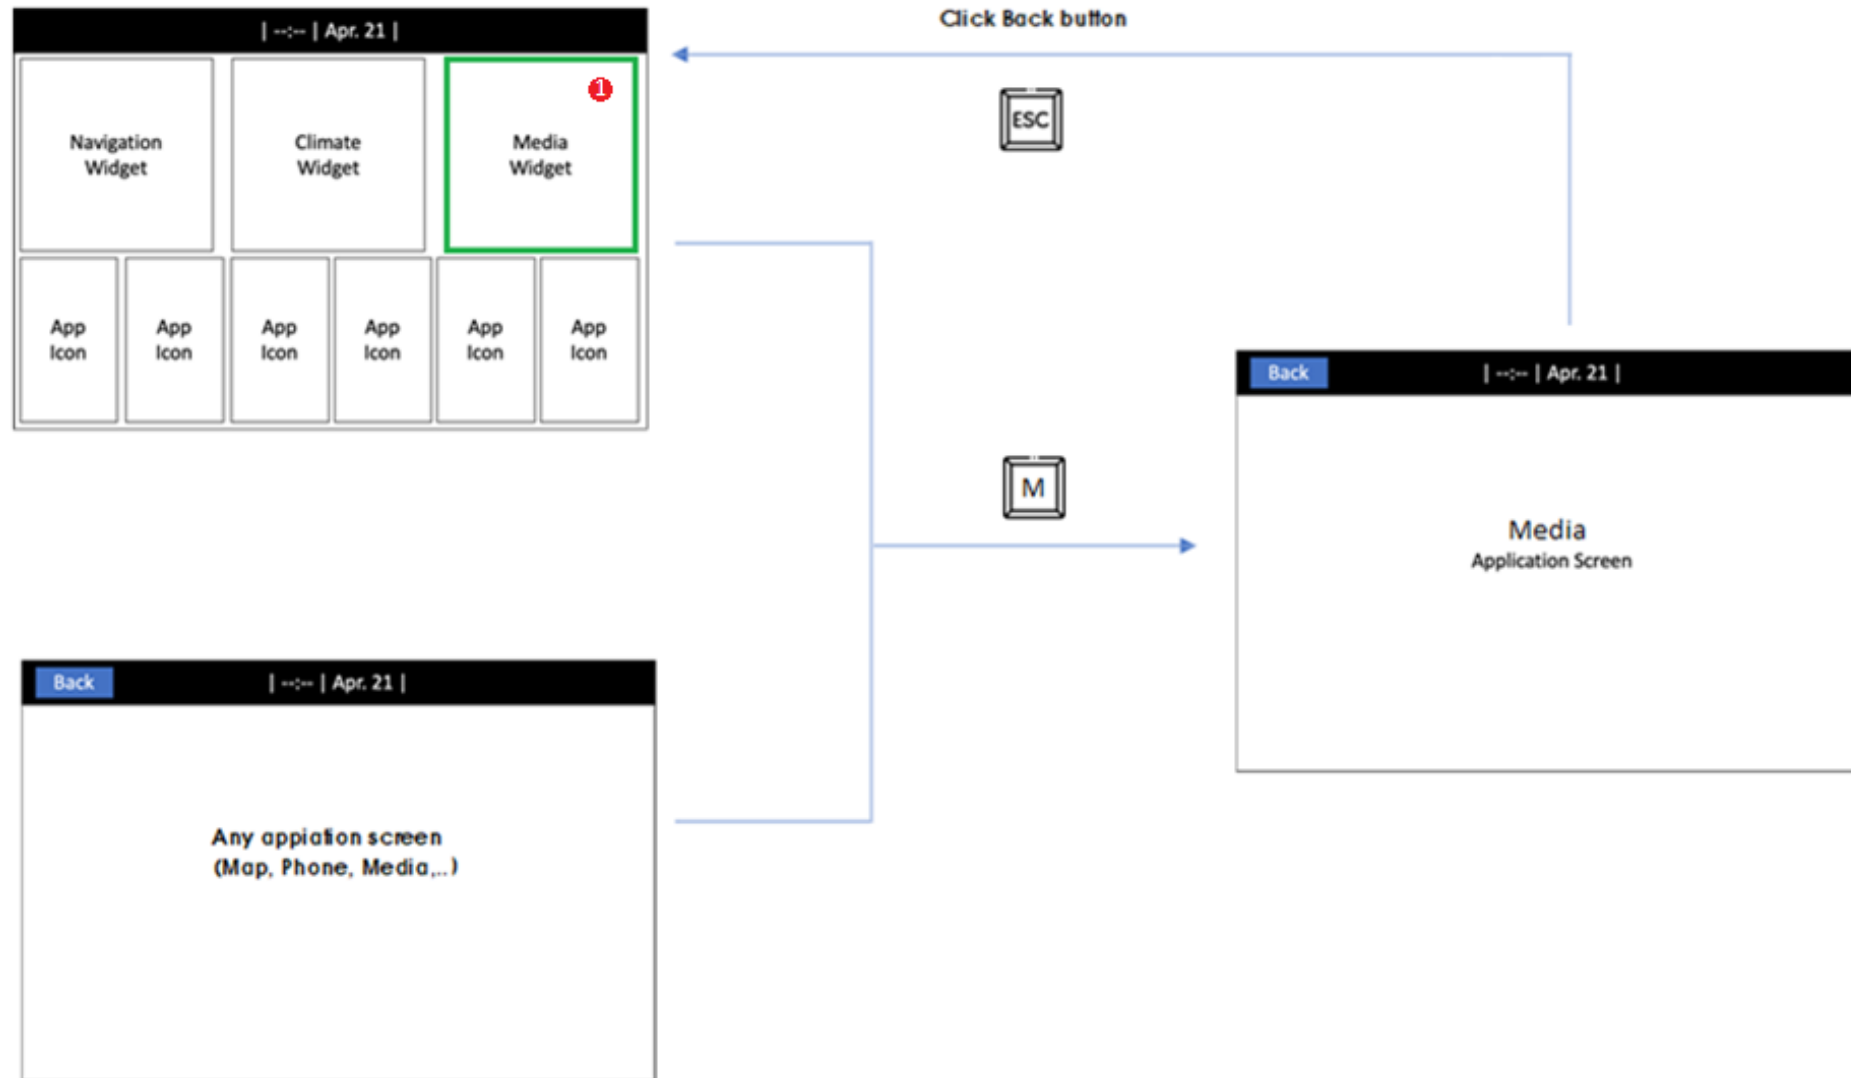 | --:-- | Apr. 21 |
1
Navigation
Widget
Climate
Widget
Media
Widget
App
Icon
App
Icon
App
Icon
App
Icon
App
Icon
App
Icon
Click Back button
ESC
M
Back
| --:-- | Apr. 21 |
Media
Application Screen
Back
| --:-- | Apr. 21 |
Any appiation screen
(Map, Phone, Media,..)